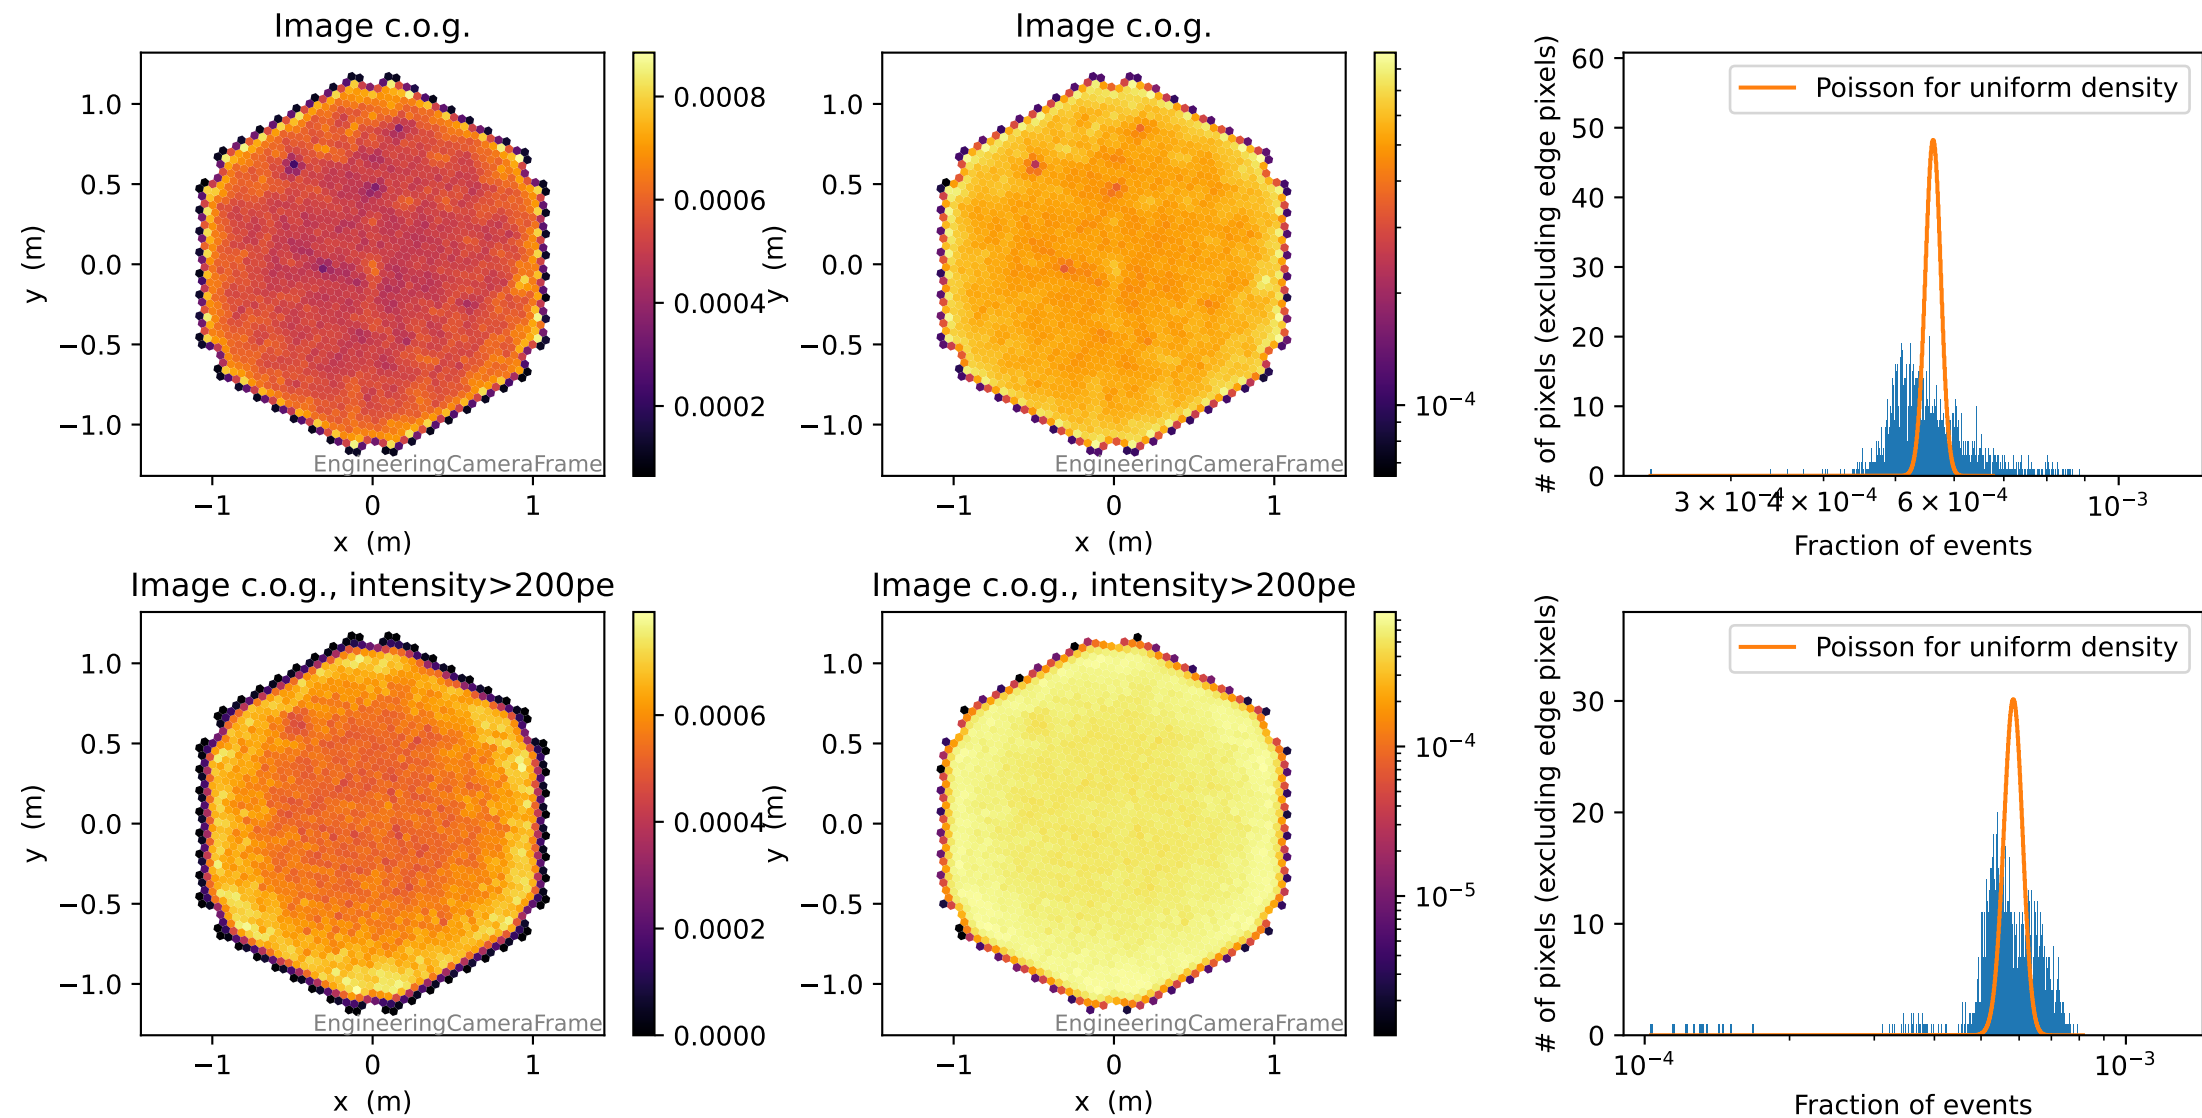 Image c.o.g.
1.0
0.5
0.0
−0.5
−1.0
y (m)
−1
0
1
x (m)
EngineeringCameraFrame
0.0008
0.0006
0.0004
0.0002
Image c.o.g.
1.0
0.5
0.0
−0.5
−1.0
y (m)
−1
0
1
x (m)
EngineeringCameraFrame
10⁻⁴
60
50
40
30
20
10
0
# of pixels (excluding edge pixels)
Poisson for uniform density
3 × 10⁻⁴
4 × 10⁻⁴
6 × 10⁻⁴
10⁻³
Fraction of events
Image c.o.g., intensity>200pe
1.0
0.5
0.0
−0.5
−1.0
y (m)
−1
0
1
x (m)
EngineeringCameraFrame
0.0006
0.0004
0.0002
0.0000
Image c.o.g., intensity>200pe
1.0
0.5
0.0
−0.5
−1.0
y (m)
−1
0
1
x (m)
EngineeringCameraFrame
10⁻⁴
10⁻⁵
30
20
10
0
# of pixels (excluding edge pixels)
Poisson for uniform density
10⁻⁴
10⁻³
Fraction of events